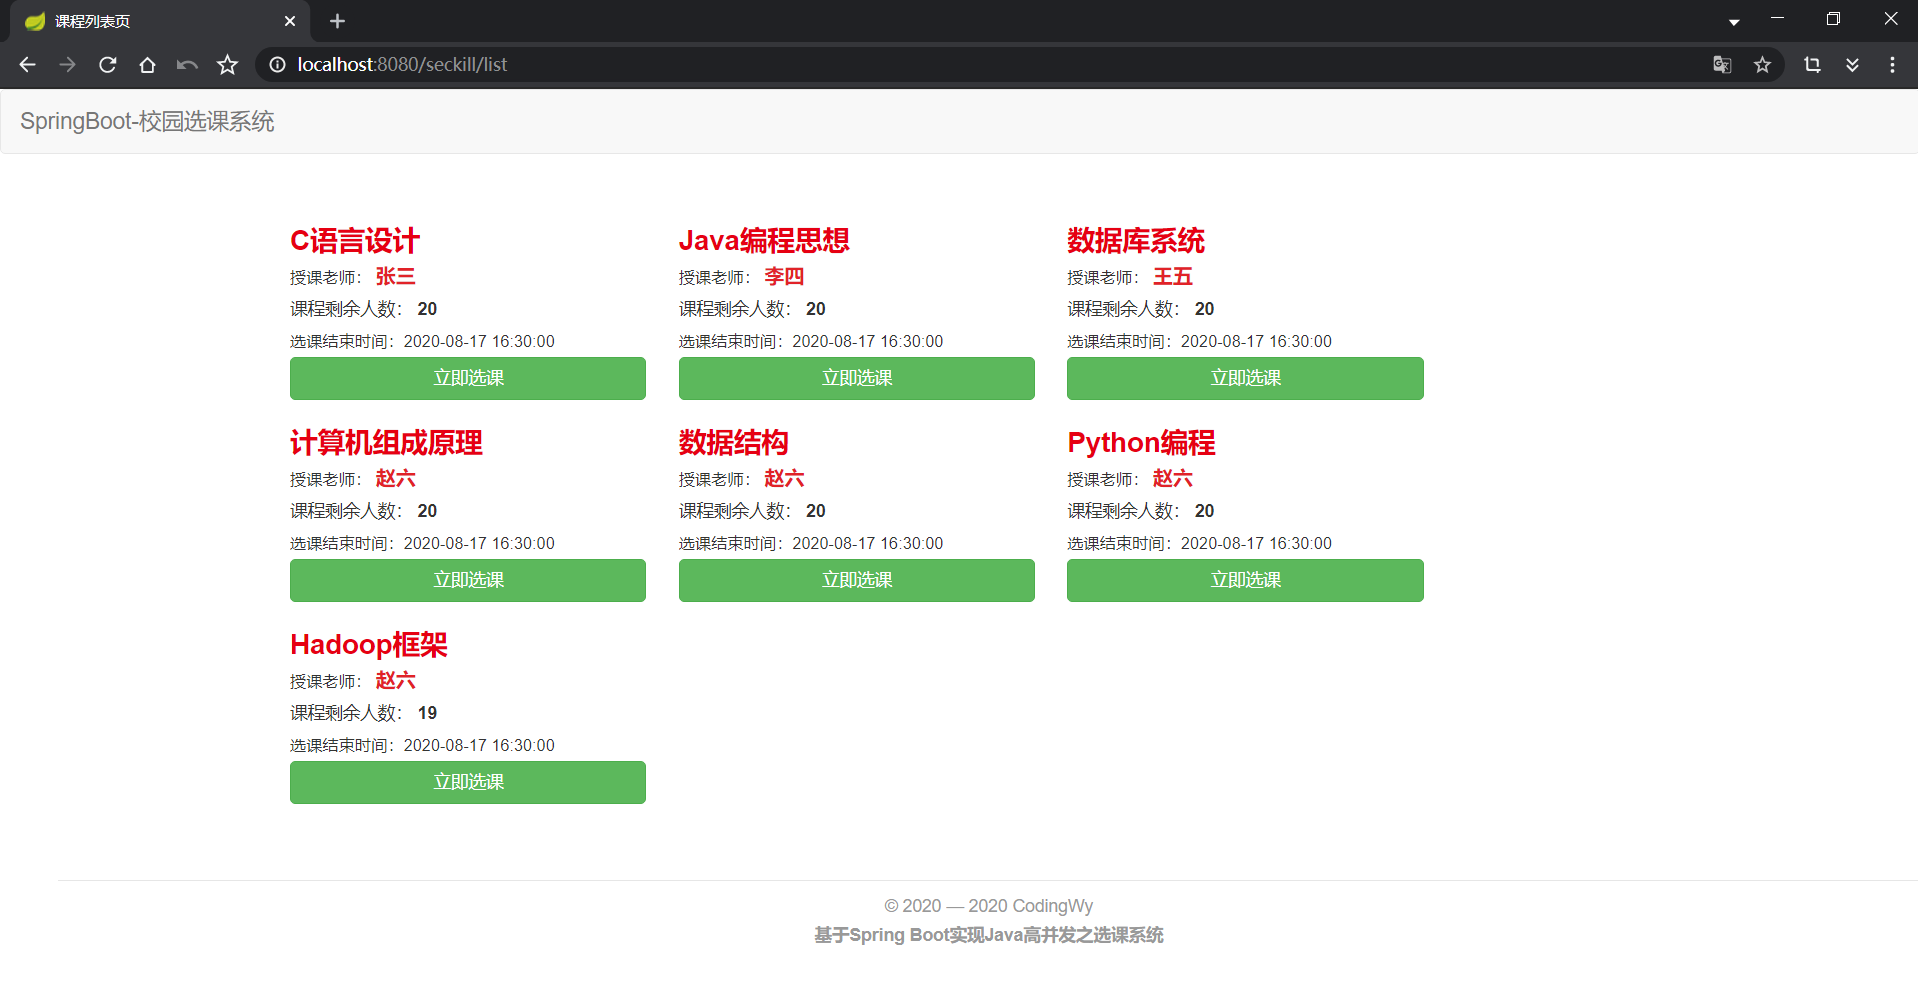 课程列表页
localhost:8080/seckill/list
SpringBoot-校园选课系统
C语言设计
授课老师： 张三
课程剩余人数： 20
选课结束时间：2020-08-17 16:30:00
立即选课
Java编程思想
授课老师： 李四
课程剩余人数： 20
选课结束时间：2020-08-17 16:30:00
立即选课
数据库系统
授课老师： 王五
课程剩余人数： 20
选课结束时间：2020-08-17 16:30:00
立即选课
计算机组成原理
授课老师： 赵六
课程剩余人数： 20
选课结束时间：2020-08-17 16:30:00
立即选课
数据结构
授课老师： 赵六
课程剩余人数： 20
选课结束时间：2020-08-17 16:30:00
立即选课
Python编程
授课老师： 赵六
课程剩余人数： 20
选课结束时间：2020-08-17 16:30:00
立即选课
Hadoop框架
授课老师： 赵六
课程剩余人数： 19
选课结束时间：2020-08-17 16:30:00
立即选课
© 2020 — 2020 CodingWy
基于Spring Boot实现Java高并发之选课系统